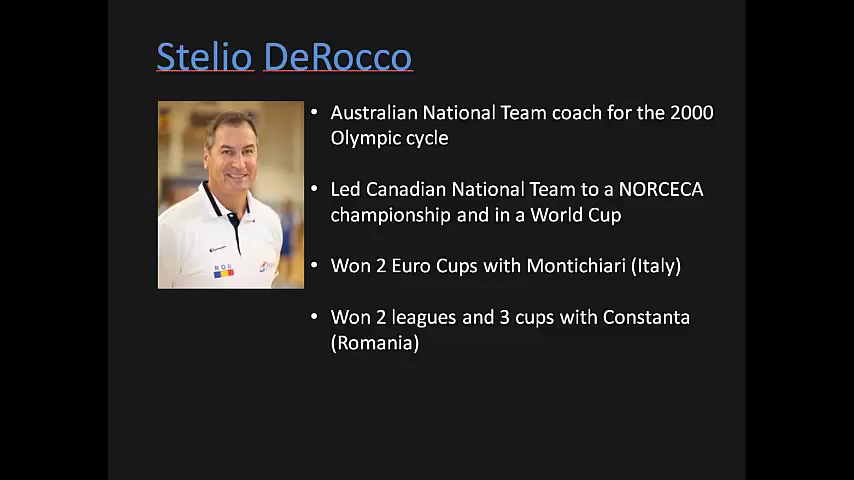 Stelio DeRocco
• Australian National Team coach for the 2000
Olympic cycle
• Led Canadian National Team to a NORCECA
championship and in a World Cup
• Won 2 Euro Cups with Montichiari (Italy)
• Won 2 leagues and 3 cups with Constanta
(Romania)
ROU